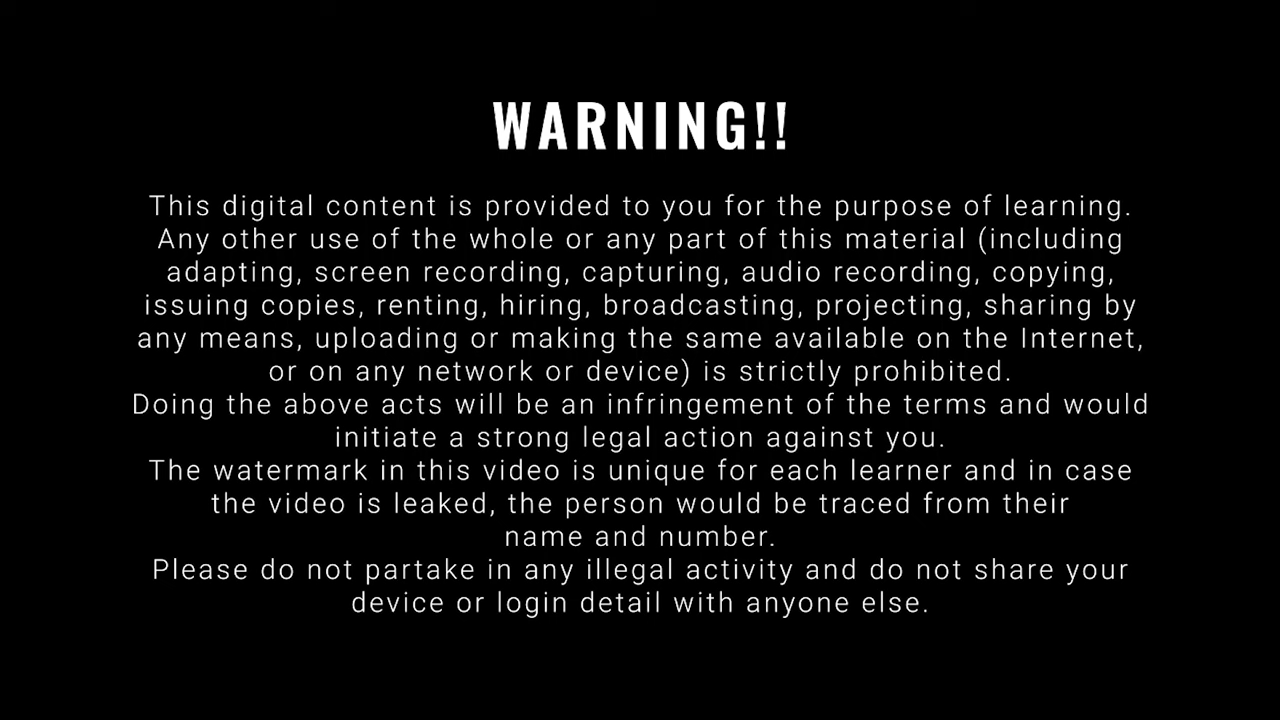 WARNING!!
This digital content is provided to you for the purpose of learning.
Any other use of the whole or any part of this material (including
adapting, screen recording, capturing, audio recording, copying,
issuing copies, renting, hiring, broadcasting, projecting, sharing by
any means, uploading or making the same available on the Internet,
or on any network or device) is strictly prohibited.
Doing the above acts will be an infringement of the terms and would
initiate a strong legal action against you.
The watermark in this video is unique for each learner and in case
the video is leaked, the person would be traced from their
name and number.
Please do not partake in any illegal activity and do not share your
device or login detail with anyone else.